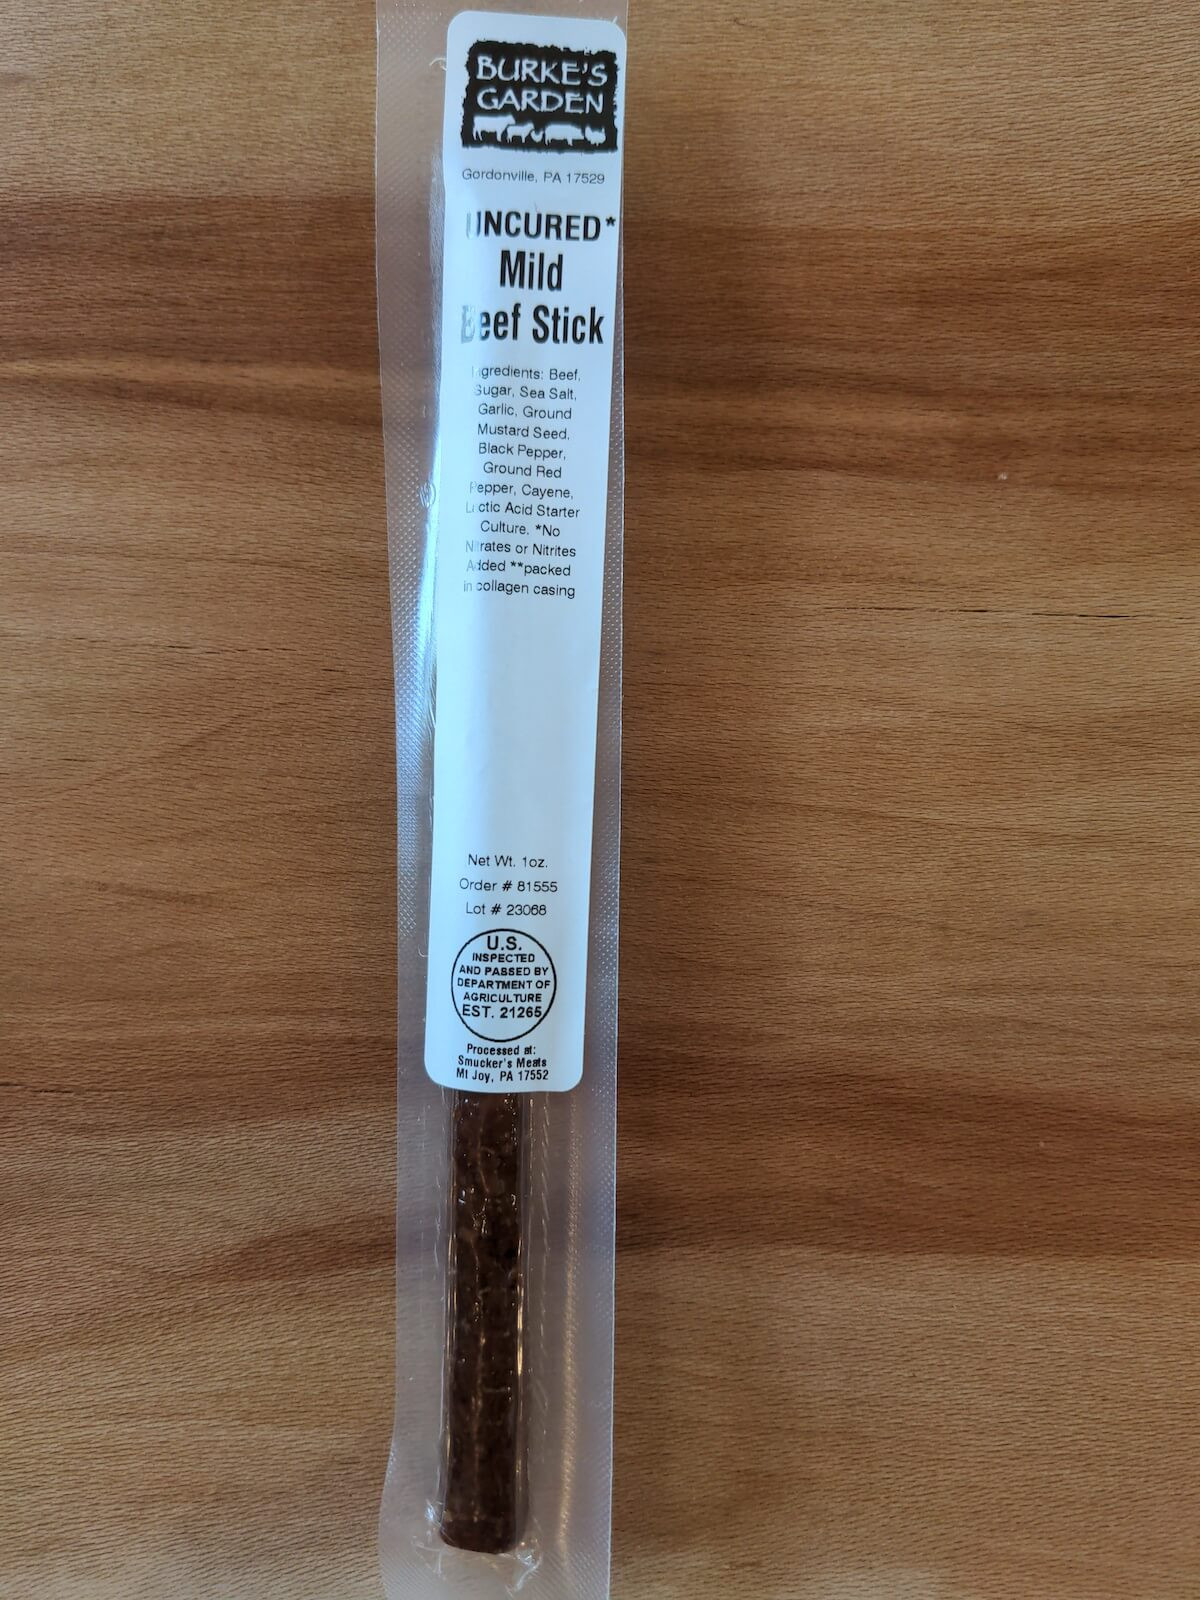 BURKE'S
GARDEN
Gordonville, PA 17529
UNCURED*
Mild
Beef Stick
Ingredients: Beef,
Sugar, Sea Salt,
Garlic, Ground
Mustard Seed,
Black Pepper,
Ground Red
Pepper, Cayene,
Lactic Acid Starter
Culture. *No
Nitrates or Nitrites
Added **packed
in collagen casing
Net Wt. 1oz.
Order # 81555
Lot # 23068
U.S.
INSPECTED
AND PASSED BY
DEPARTMENT OF
AGRICULTURE
EST. 21265
Processed at:
Smucker's Meats
Mt Joy, PA 17552